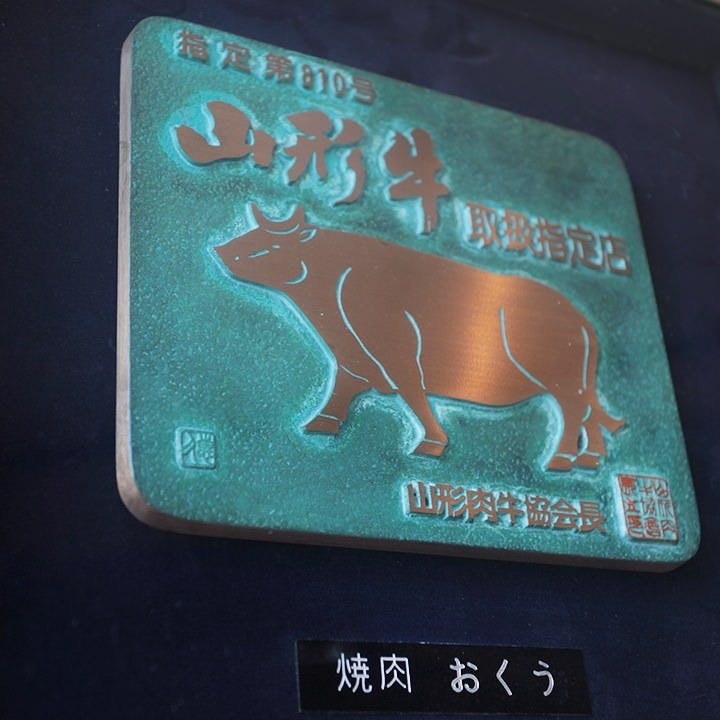 指定第810号
山形牛
取扱指定店
山形肉牛協会長
焼肉 おくう